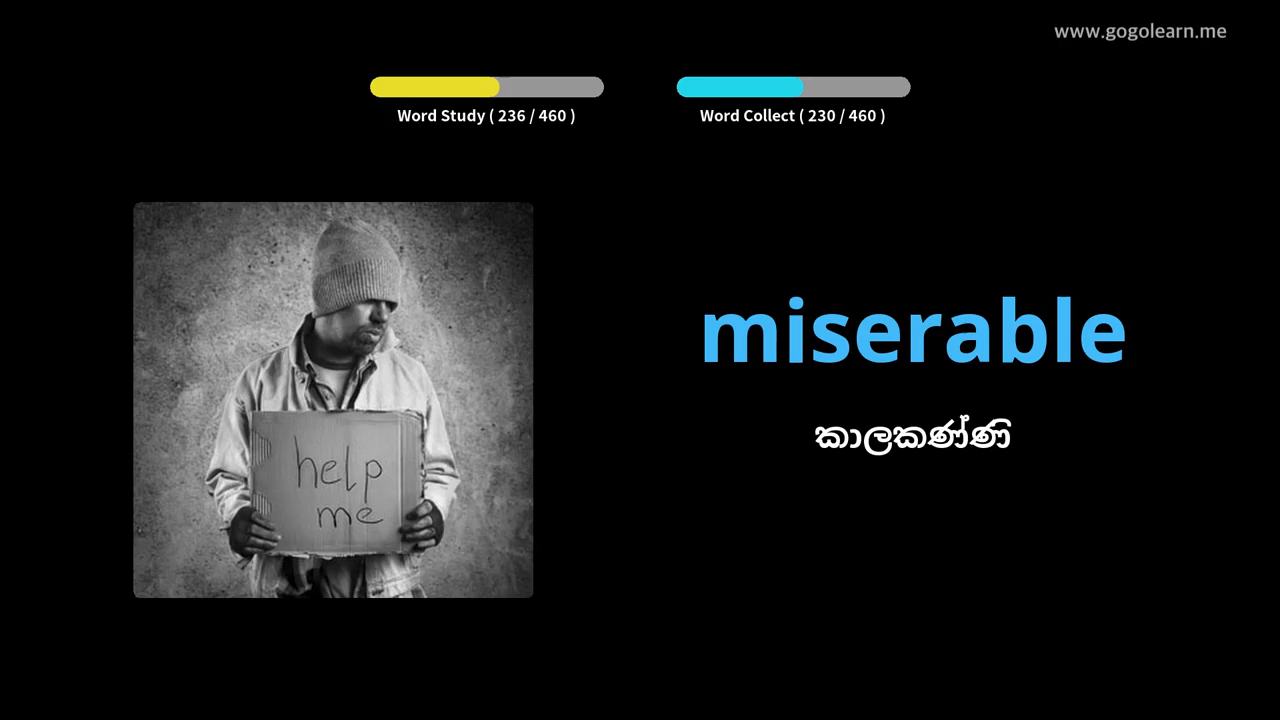 www.gogolearn.me
Word Study ( 236 / 460 )
Word Collect ( 230 / 460 )
help
me
miserable
කාලකණ්ණි